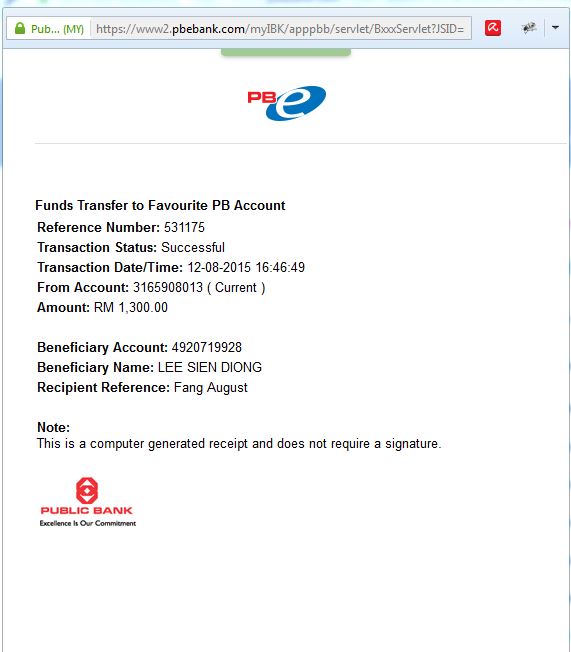 Pub... (MY) https://www2.pbebank.com/myIBK/apppbb/servlet/BxxxServlet?JSID=
PBe
Funds Transfer to Favourite PB Account
Reference Number: 531175
Transaction Status: Successful
Transaction Date/Time: 12-08-2015 16:46:49
From Account: 3165908013 ( Current )
Amount: RM 1,300.00
Beneficiary Account: 4920719928
Beneficiary Name: LEE SIEN DIONG
Recipient Reference: Fang August
Note:
This is a computer generated receipt and does not require a signature.
PUBLIC BANK
Excellence Is Our Commitment